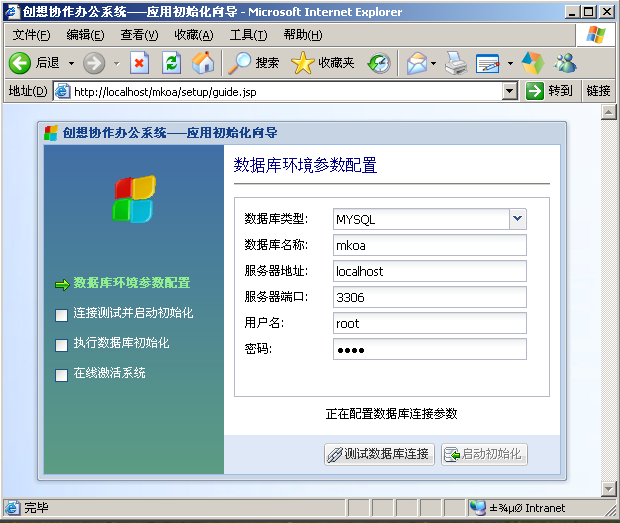 创想协作办公系统——应用初始化向导 - Microsoft Internet Explorer
文件(F) 编辑(E) 查看(V) 收藏(A) 工具(T) 帮助(H)
后退 搜索 收藏夹
地址(D) http://localhost/mkoa/setup/guide.jsp 转到 链接
创想协作办公系统——应用初始化向导
数据库环境参数配置
连接测试并启动初始化
执行数据库初始化
在线激活系统
数据库环境参数配置
数据库类型: MYSQL
数据库名称: mkoa
服务器地址: localhost
服务器端口: 3306
用户名: root
密码: ●●●●
正在配置数据库连接参数
测试数据库连接 启动初始化
完毕 ±¾µØ Intranet